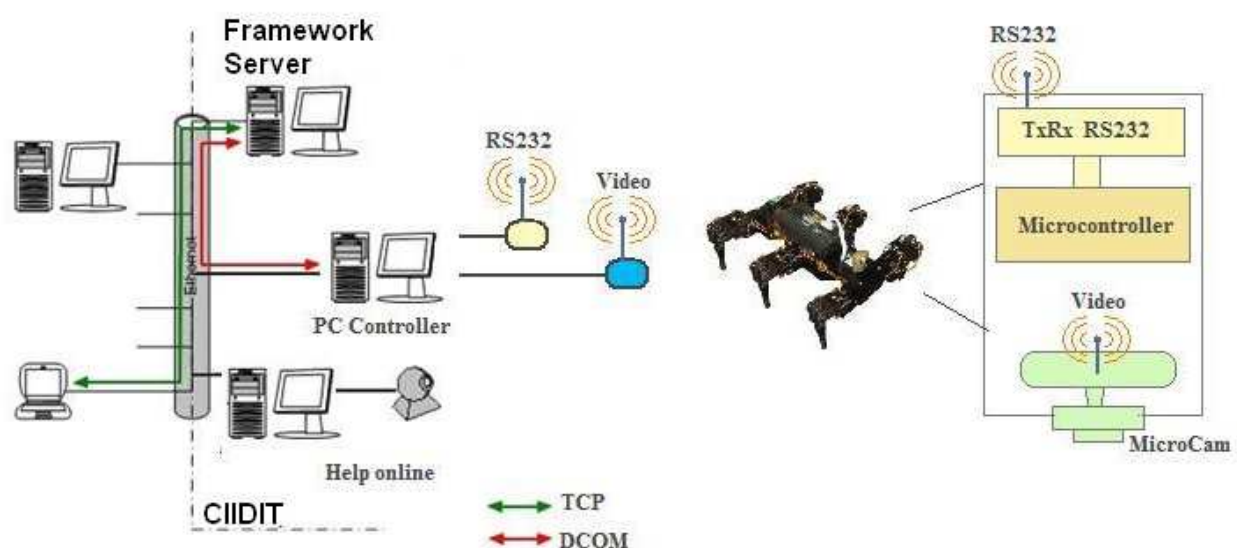 Framework
Server
RS232
TxRx RS232
Microcontroller
Video
MicroCam
RS232
Video
Ethernet
PC Controller
Help online
CIIDIT
TCP
DCOM